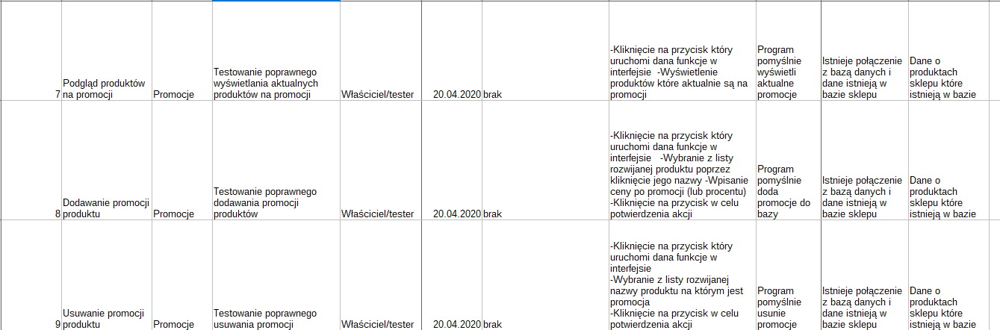 7
Podgląd produktów
na promocji
Promocje
Testowanie poprawnego
wyświetlania aktualnych
produktów na promocji
Właściciel/tester
20.04.2020
brak
-Kliknięcie na przycisk który
uruchomi dana funkcje w
interfejsie  -Wyświetlenie
produktów które aktualnie są na
promocji
Program
pomyślnie
wyświetli
aktualne
promocje
Istnieje połączenie
z bazą danych i
dane istnieją w
bazie sklepu
Dane o
produktach
sklepu które
istnieją w bazie
8
Dodawanie promocji
produktu
Promocje
Testowanie poprawnego
dodawania promocji
produktów
Właściciel/tester
20.04.2020
brak
-Kliknięcie na przycisk który
uruchomi dana funkcje w
interfejsie   -Wybranie z listy
rozwijanej produktu poprzez
kliknięcie jego nazwy -Wpisanie
ceny po promocji (lub procentu)
-Kliknięcie na przycisk w celu
potwierdzenia akcji
Program
pomyślnie
doda
promocje do
bazy
Istnieje połączenie
z bazą danych i
dane istnieją w
bazie sklepu
Dane o
produktach
sklepu które
istnieją w bazie
9
Usuwanie promocji
produktu
Promocje
Testowanie poprawnego
usuwania promocji
Właściciel/tester
20.04.2020
brak
-Kliknięcie na przycisk który
uruchomi dana funkcje w
interfejsie
-Wybranie z listy rozwijanej
nazwy produktu na którym jest
promocja
-Kliknięcie na przycisk w celu
potwierdzenia akcji
Program
pomyślnie
usunie
promocje
Istnieje połączenie
z bazą danych i
dane istnieją w
bazie sklepu
Dane o
produktach
sklepu które
istnieją w bazie